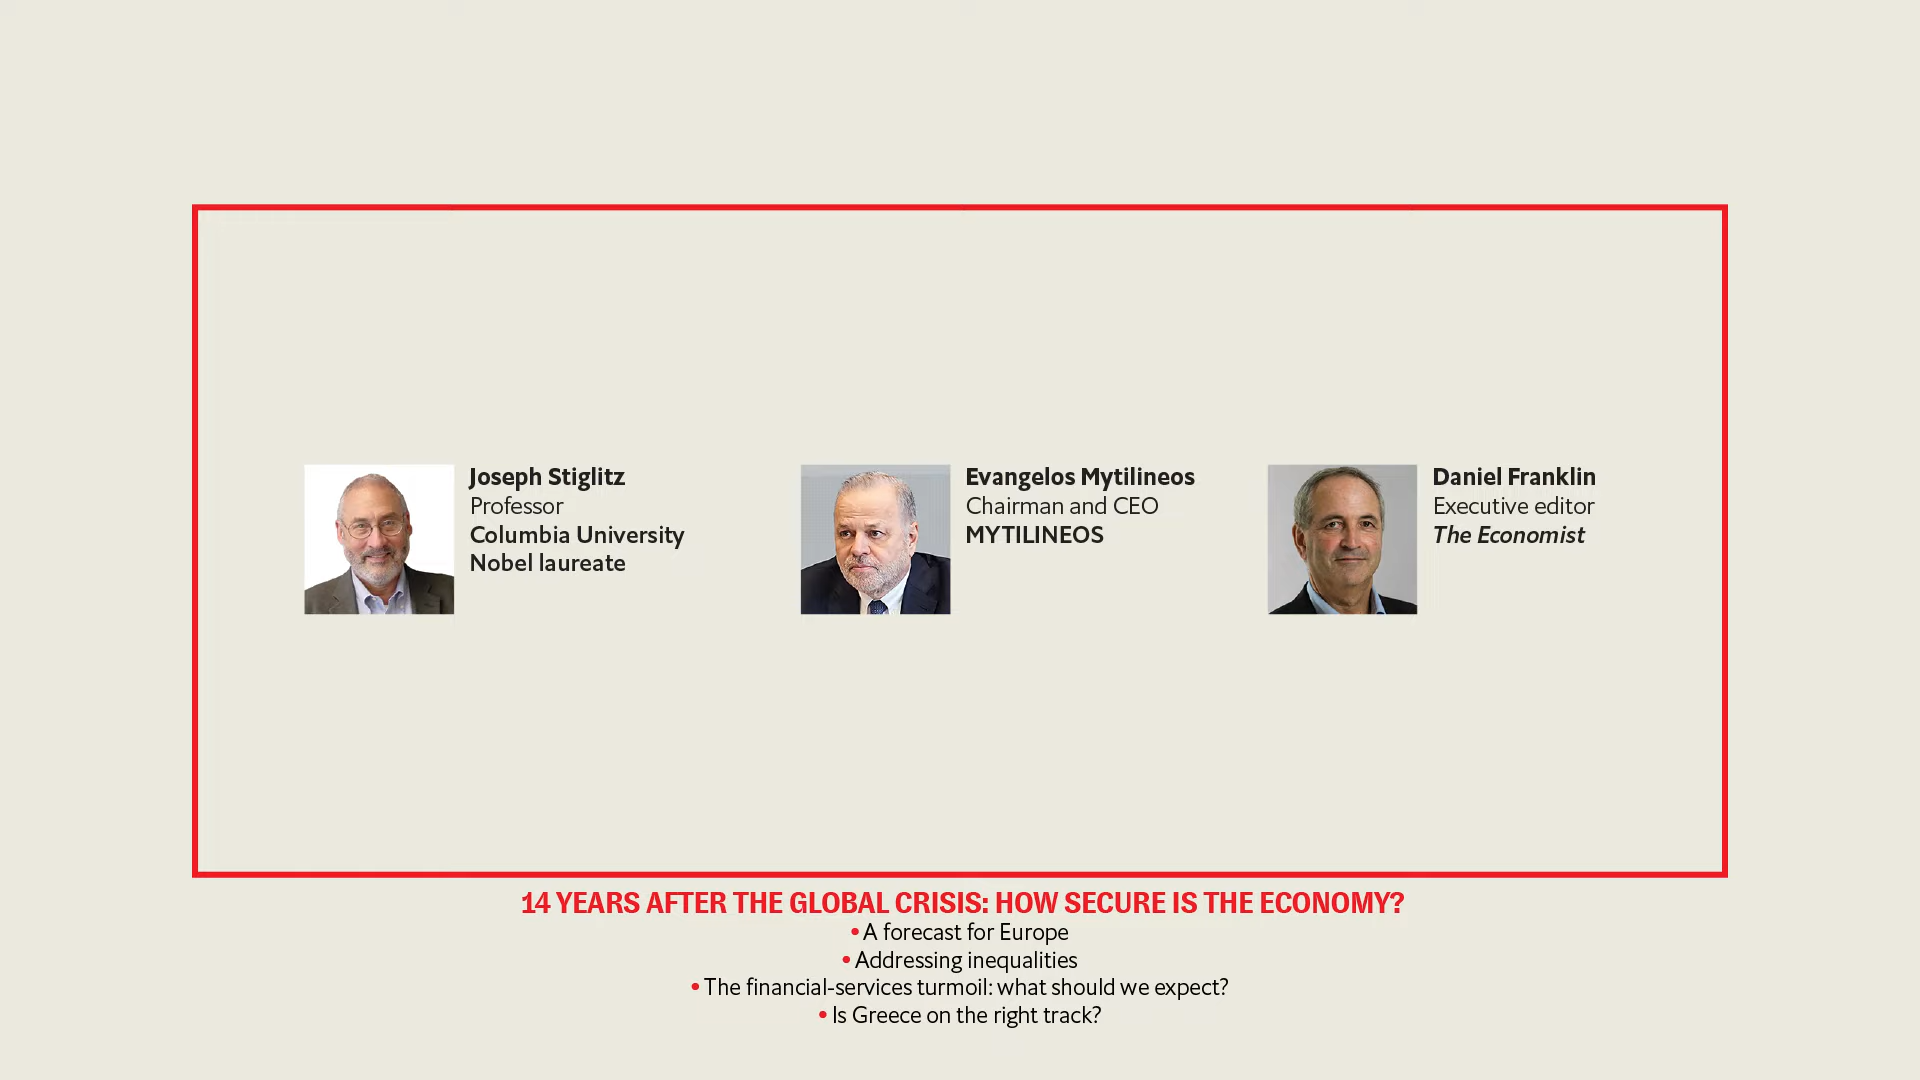 Joseph Stiglitz
Professor
Columbia University
Nobel laureate
Evangelos Mytilineos
Chairman and CEO
MYTILINEOS
Daniel Franklin
Executive editor
The Economist
14 YEARS AFTER THE GLOBAL CRISIS: HOW SECURE IS THE ECONOMY?
• A forecast for Europe
• Addressing inequalities
• The financial-services turmoil: what should we expect?
• Is Greece on the right track?